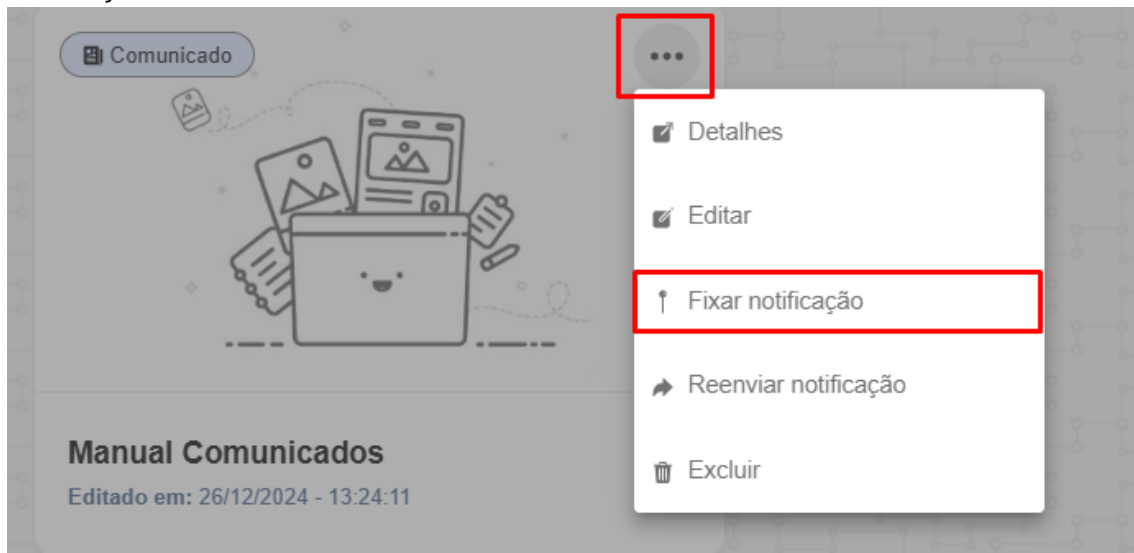 Comunicado
Detalhes
Editar
Fixar notificação
Reenviar notificação
Excluir
Manual Comunicados
Editado em: 26/12/2024 - 13:24:11